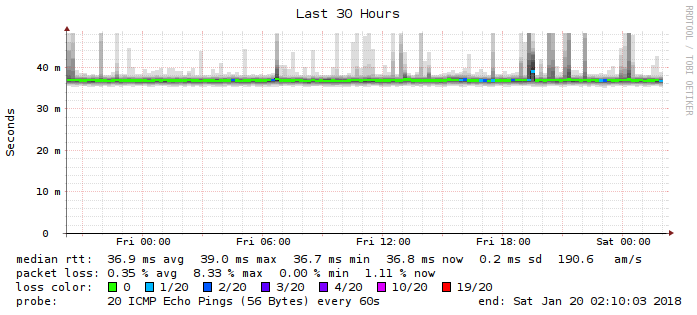 Last 30 Hours
RRDTOOL / TOBI OETIKER
Seconds
40 m
30 m
20 m
10 m
0
Fri 00:00 Fri 06:00 Fri 12:00 Fri 18:00 Sat 00:00
median rtt: 36.9 ms avg 39.0 ms max 36.7 ms min 36.8 ms now 0.2 ms sd 190.6 am/s
packet loss: 0.35 % avg 8.33 % max 0.00 % min 1.11 % now
loss color: 0 1/20 2/20 3/20 4/20 10/20 19/20
probe: 20 ICMP Echo Pings (56 Bytes) every 60s end: Sat Jan 20 02:10:03 2018